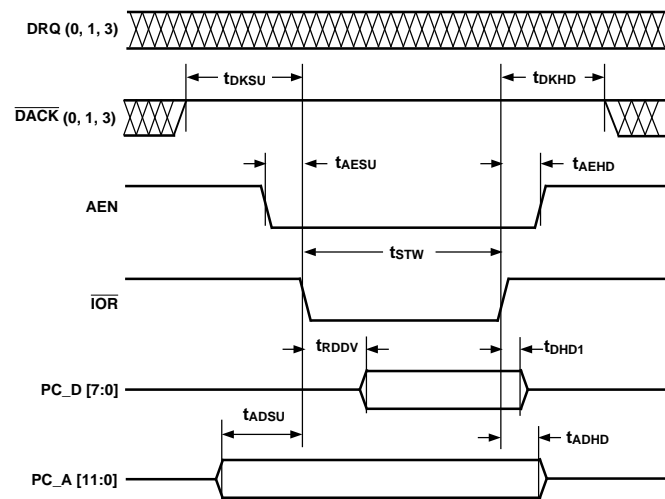 DRQ (0, 1, 3)
tDKSU
tDKHD
DACK (0, 1, 3)
tAESU
tAEHD
AEN
tSTW
IOR
tRDDV
tDHD1
PC_D [7:0]
tADSU
tADHD
PC_A [11:0]